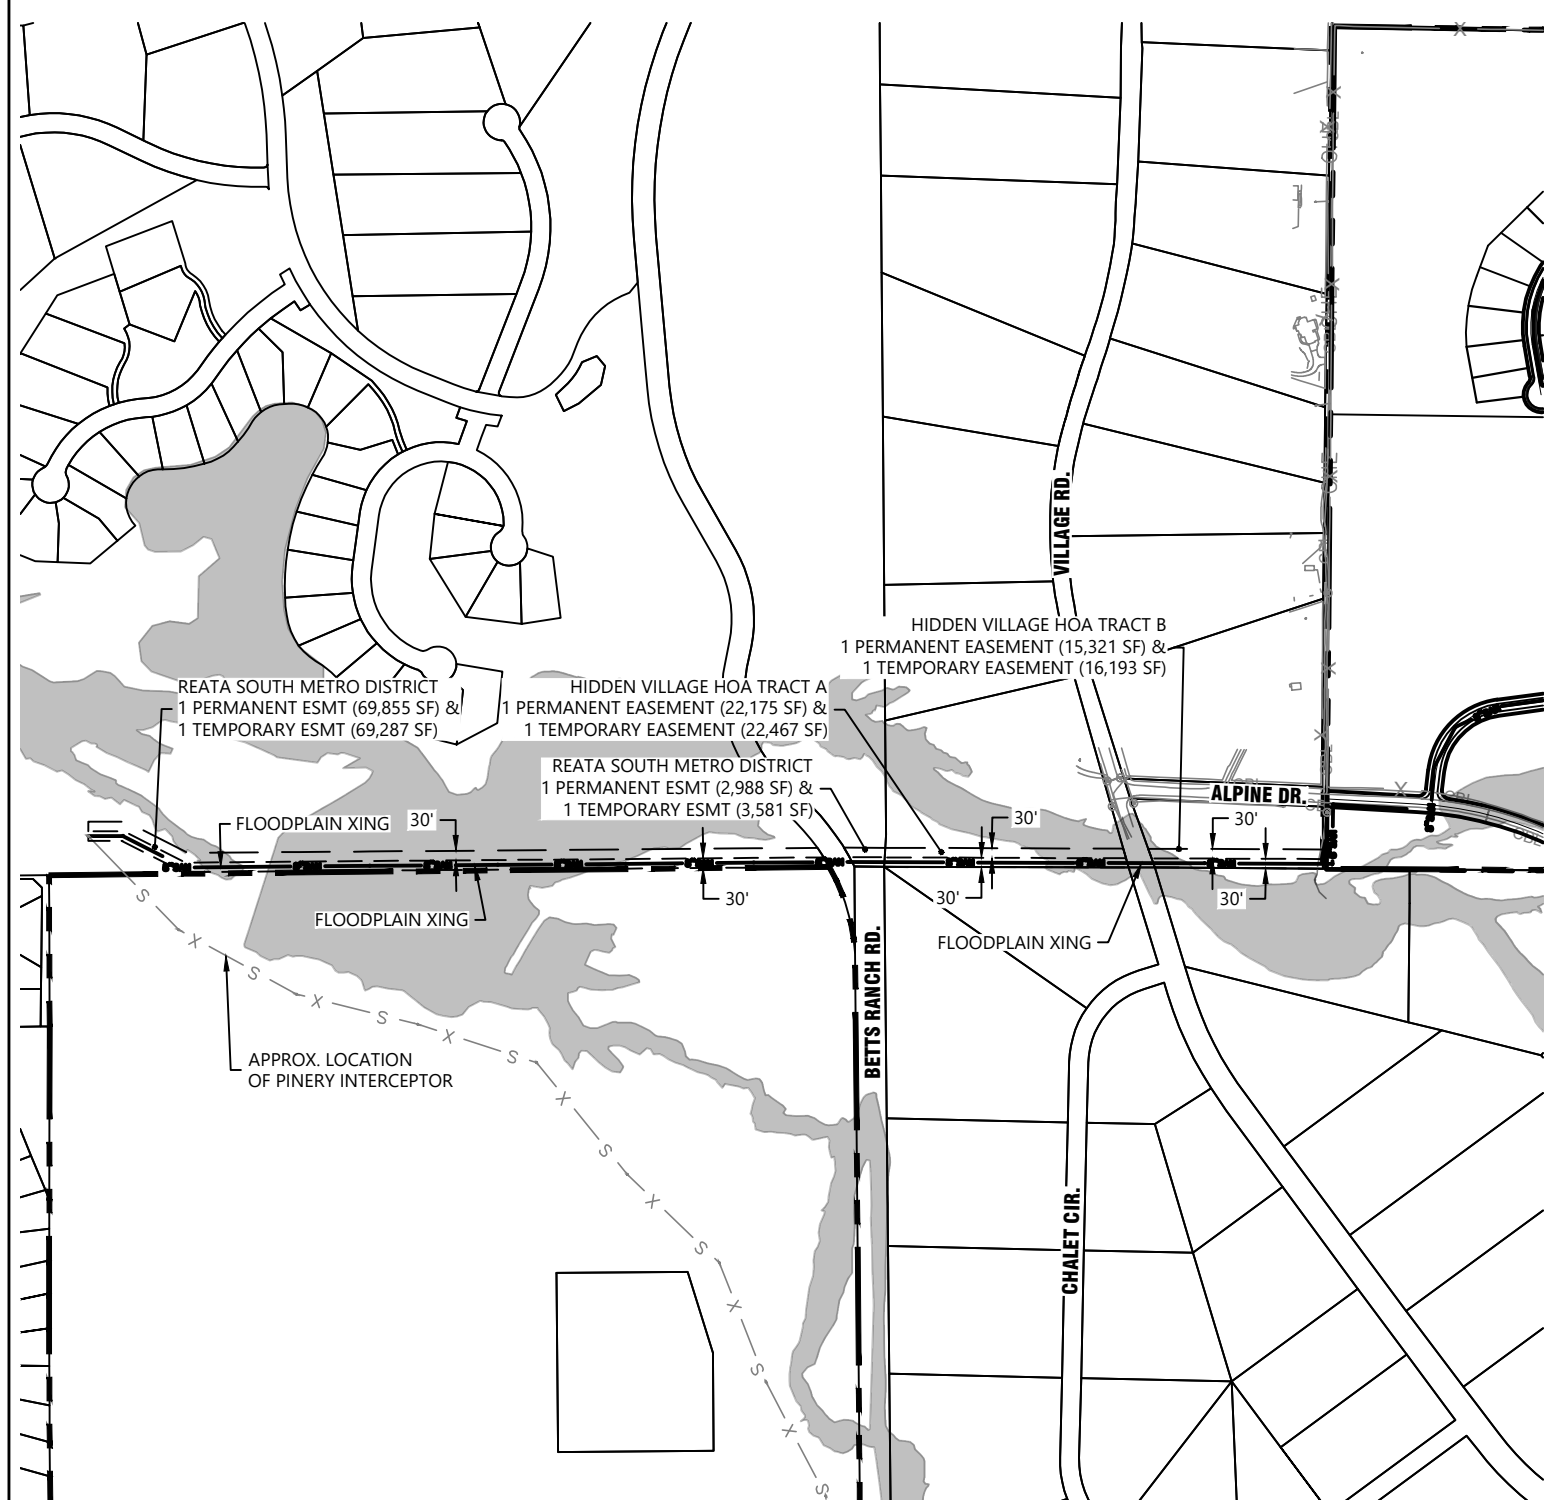 VILLAGE RD.
HIDDEN VILLAGE HOA TRACT B
1 PERMANENT EASEMENT (15,321 SF) &
1 TEMPORARY EASEMENT (16,193 SF)
REATA SOUTH METRO DISTRICT
1 PERMANENT ESMT (69,855 SF) &
1 TEMPORARY ESMT (69,287 SF)
HIDDEN VILLAGE HOA TRACT A
1 PERMANENT EASEMENT (22,175 SF) &
1 TEMPORARY EASEMENT (22,467 SF)
REATA SOUTH METRO DISTRICT
1 PERMANENT ESMT (2,988 SF) &
1 TEMPORARY ESMT (3,581 SF)
ALPINE DR.
FLOODPLAIN XING
30'
30'
30'
30'
30'
30'
FLOODPLAIN XING
FLOODPLAIN XING
BETTS RANCH RD.
APPROX. LOCATION
OF PINERY INTERCEPTOR
CHALET CIR.
S
X
S
X
S
X
S
X
S
X
S
X
S
X
S